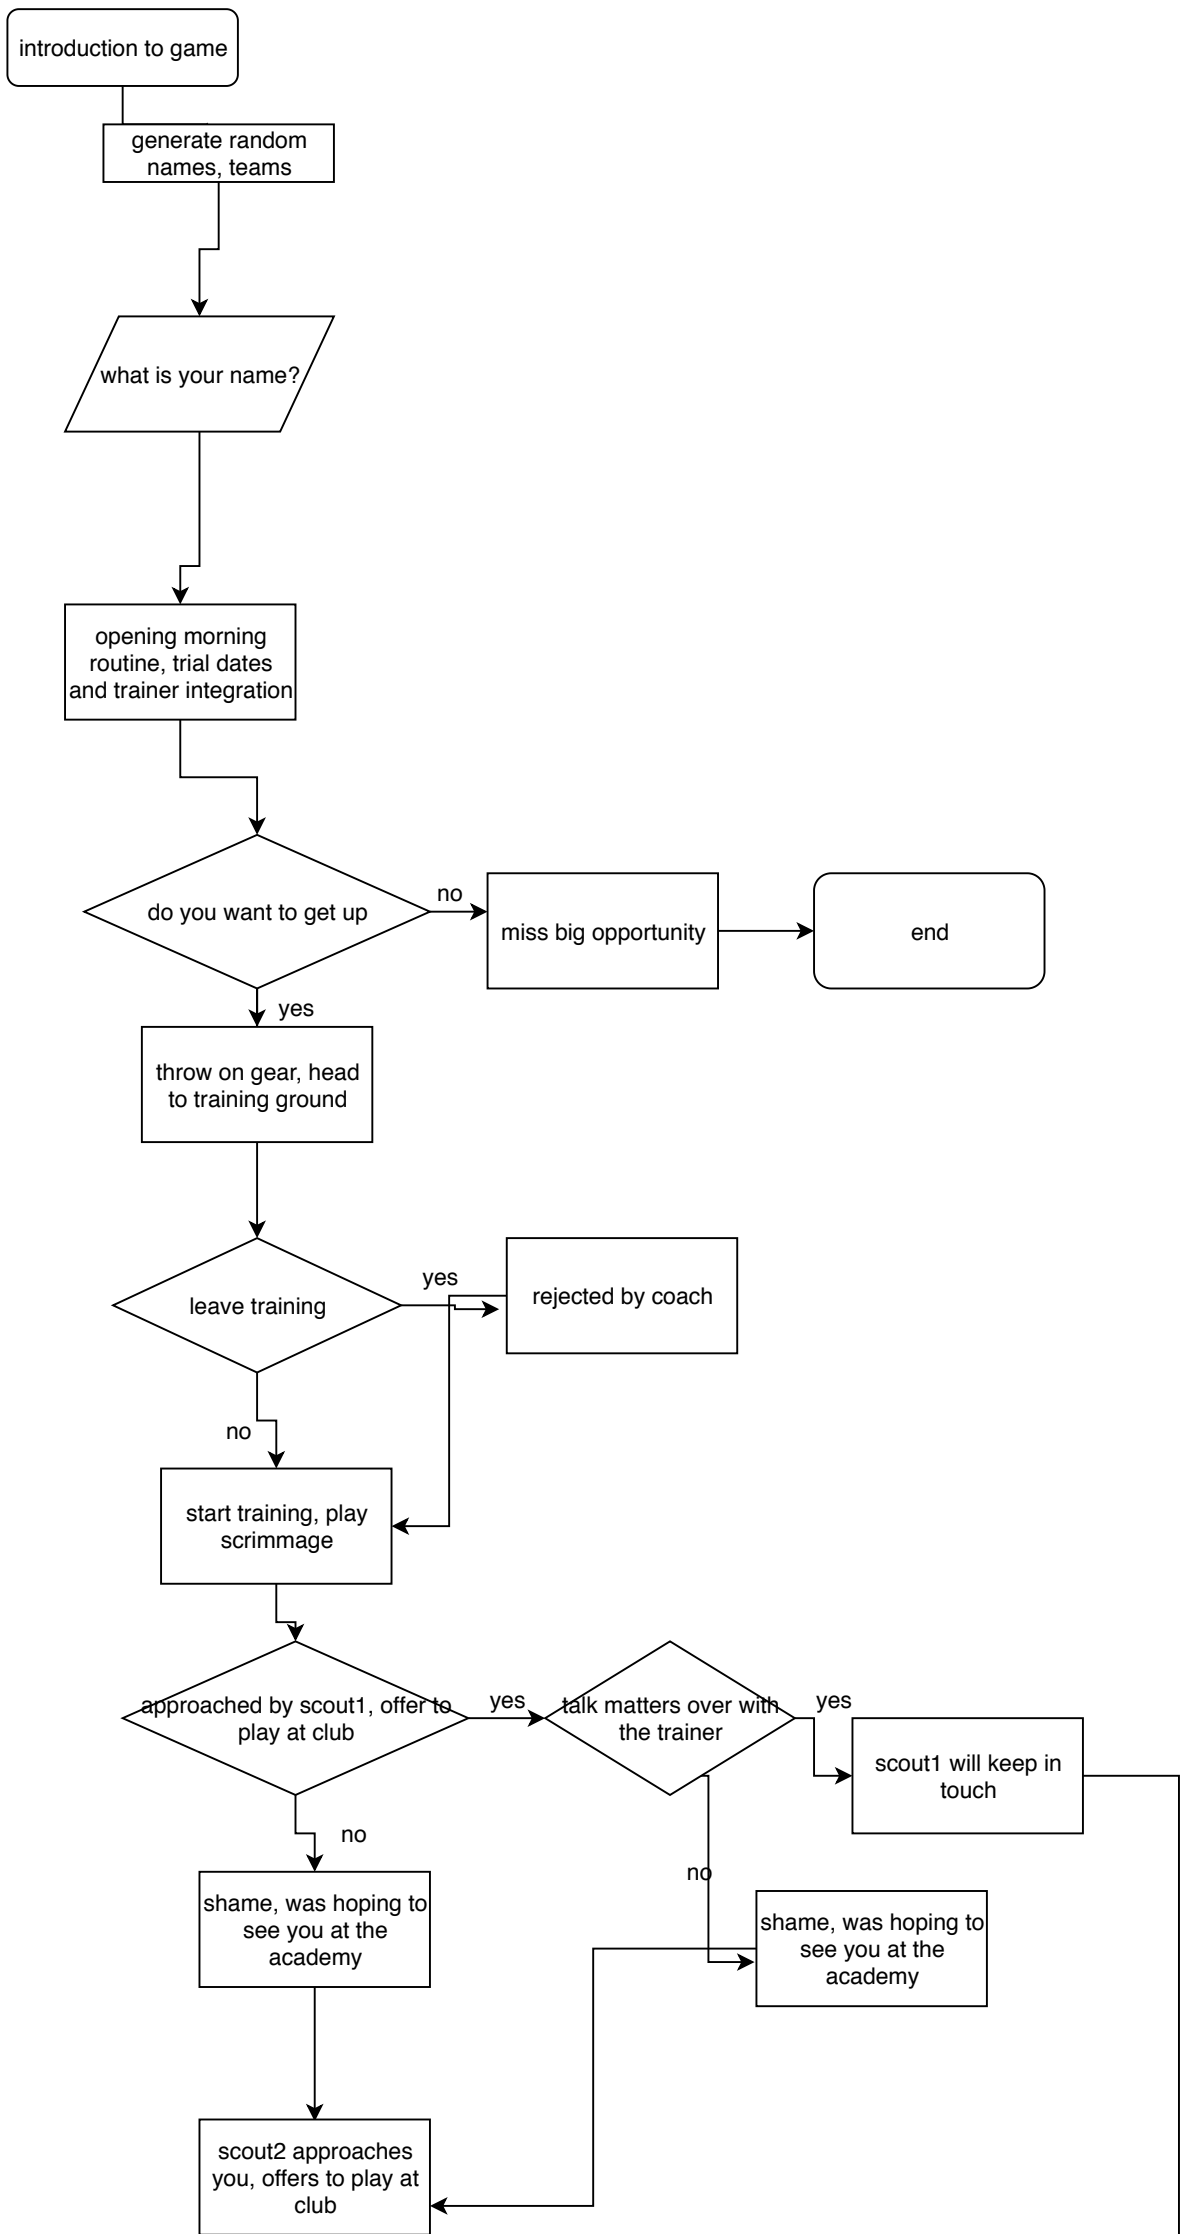 introduction to game
generate random
names, teams
what is your name?
opening morning
routine, trial dates
and trainer integration
do you want to get up
no
miss big opportunity
end
yes
throw on gear, head
to training ground
leave training
yes
rejected by coach
no
start training, play
scrimmage
approached by scout1, offer to
play at club
yes
talk matters over with
the trainer
yes
scout1 will keep in
touch
no
shame, was hoping to
see you at the
academy
no
shame, was hoping to
see you at the
academy
scout2 approaches
you, offers to play at
club